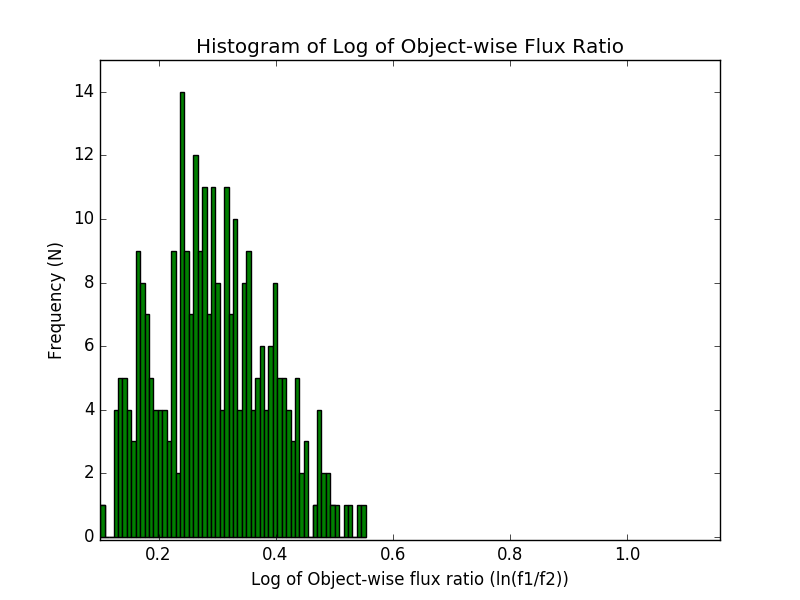 Histogram of Log of Object-wise Flux Ratio
14
12
10
8
6
4
2
0
Frequency (N)
0.2 0.4 0.6 0.8 1.0
Log of Object-wise flux ratio (ln(f1/f2))